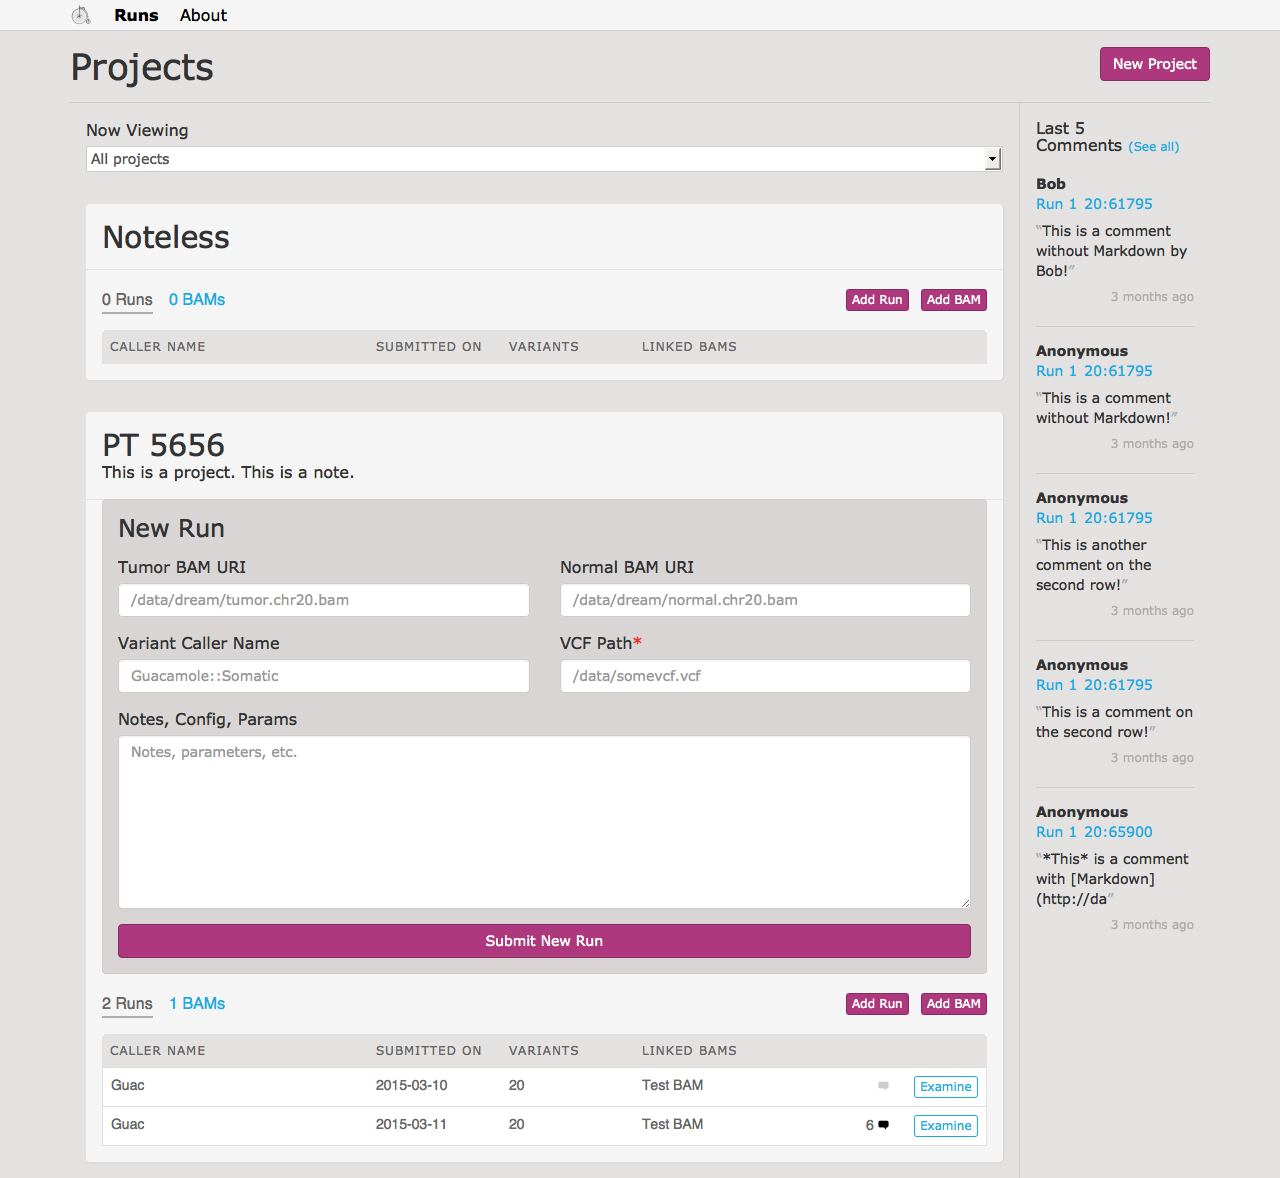 Runs About
Projects
New Project
Now Viewing
All projects
Noteless
0 Runs 0 BAMs
Add Run Add BAM
CALLER NAME SUBMITTED ON VARIANTS LINKED BAMS
PT 5656
This is a project. This is a note.
New Run
Tumor BAM URI Normal BAM URI
/data/dream/tumor.chr20.bam /data/dream/normal.chr20.bam
Variant Caller Name VCF Path*
Guacamole::Somatic /data/somevcf.vcf
Notes, Config, Params
Notes, parameters, etc.
Submit New Run
2 Runs 1 BAMs
Add Run Add BAM
CALLER NAME SUBMITTED ON VARIANTS LINKED BAMS
Guac 2015-03-10 20 Test BAM Examine
Guac 2015-03-11 20 Test BAM 6 Examine
Last 5
Comments (See all)
Bob
Run 1 20:61795
“This is a comment
without Markdown by
Bob!”
3 months ago
Anonymous
Run 1 20:61795
“This is a comment
without Markdown!”
3 months ago
Anonymous
Run 1 20:61795
“This is another
comment on the
second row!”
3 months ago
Anonymous
Run 1 20:61795
“This is a comment on
the second row!”
3 months ago
Anonymous
Run 1 20:65900
“*This* is a comment
with [Markdown]
(http://da”
3 months ago